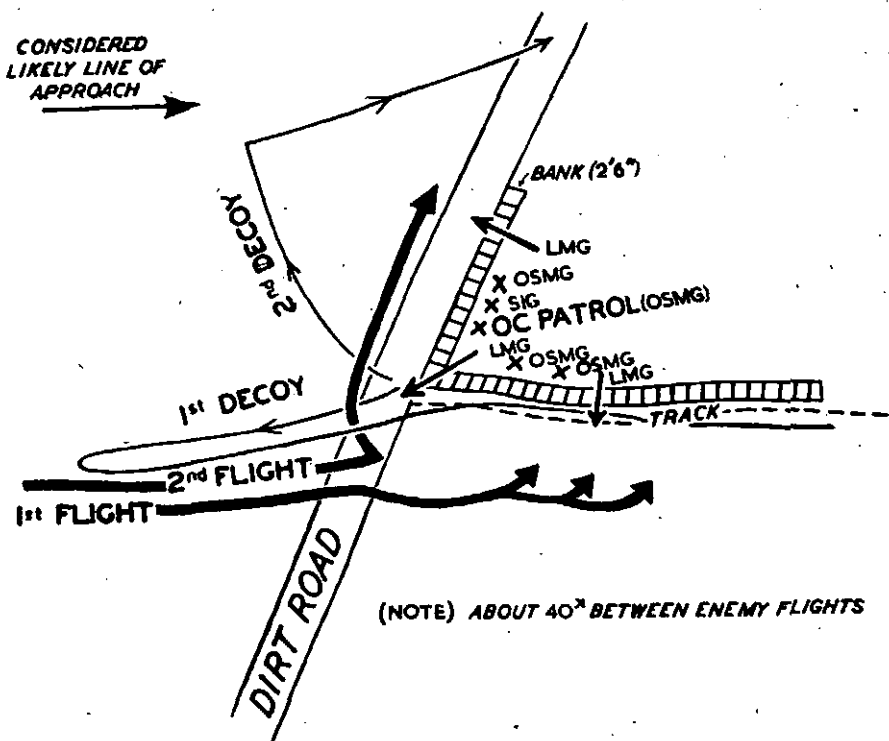 CONSIDERED
LIKELY LINE OF
APPROACH
BANK (2'6")
2nd DECOY
LMG
OSMG
SIG
OC PATROL (OSMG)
LMG
OSMG
OSMG
LMG
1st DECOY
TRACK
2nd FLIGHT
1st FLIGHT
DIRT ROAD
(NOTE) ABOUT 40ˣ BETWEEN ENEMY FLIGHTS